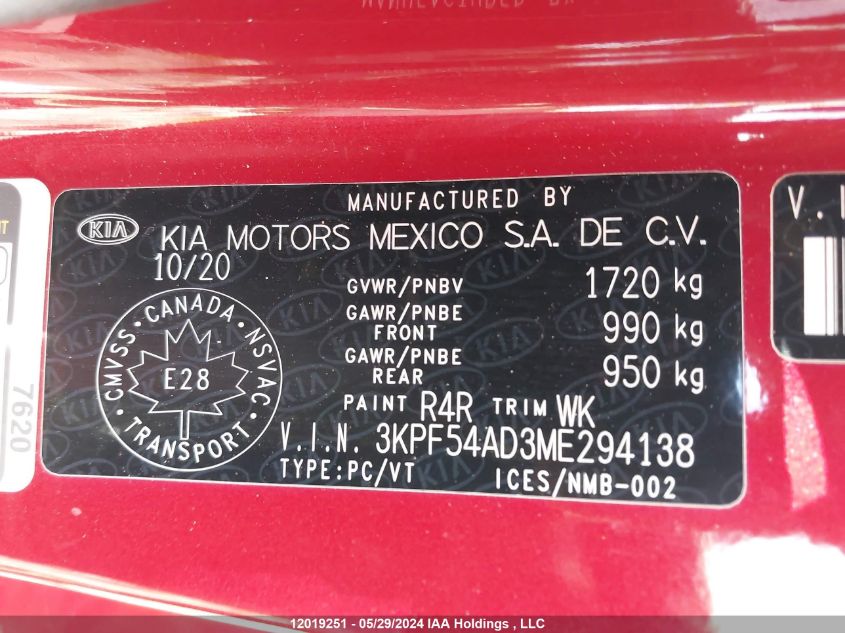 MANUFACTURED BY
KIA KIA MOTORS MEXICO S.A. DE C.V.
10/20
GVWR/PNBV 1720 kg
GAWR/PNBE
FRONT 990 kg
GAWR/PNBE
REAR 950 kg
CMVSS · CANADA · NSVAC
E28
TRANSPORT
PAINT R4R TRIM WK
V.I.N. 3KPF54AD3ME294138
TYPE:PC/VT ICES/NMB-002
7620
V.I
12019251 - 05/29/2024 IAA Holdings , LLC